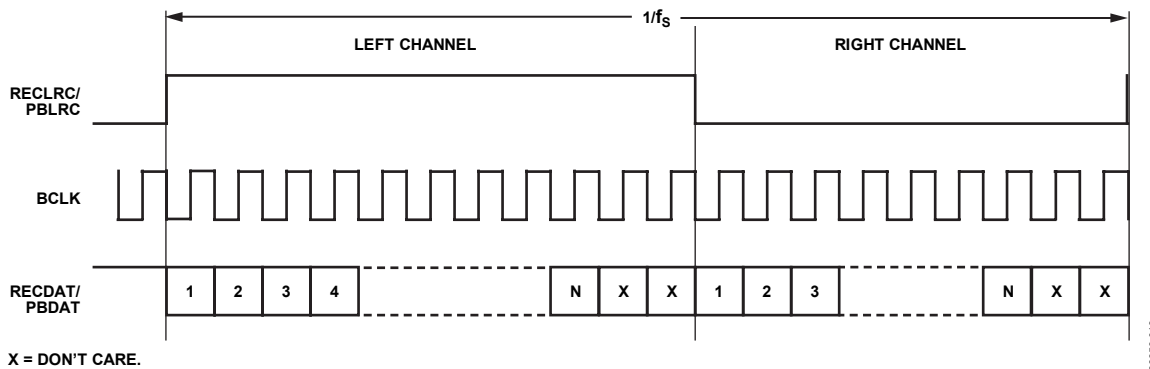 1/fS
LEFT CHANNEL
RIGHT CHANNEL
RECLRC/
PBLRC
BCLK
RECDAT/
PBDAT
1 2 3 4 N X X 1 2 3 N X X
X = DON'T CARE.